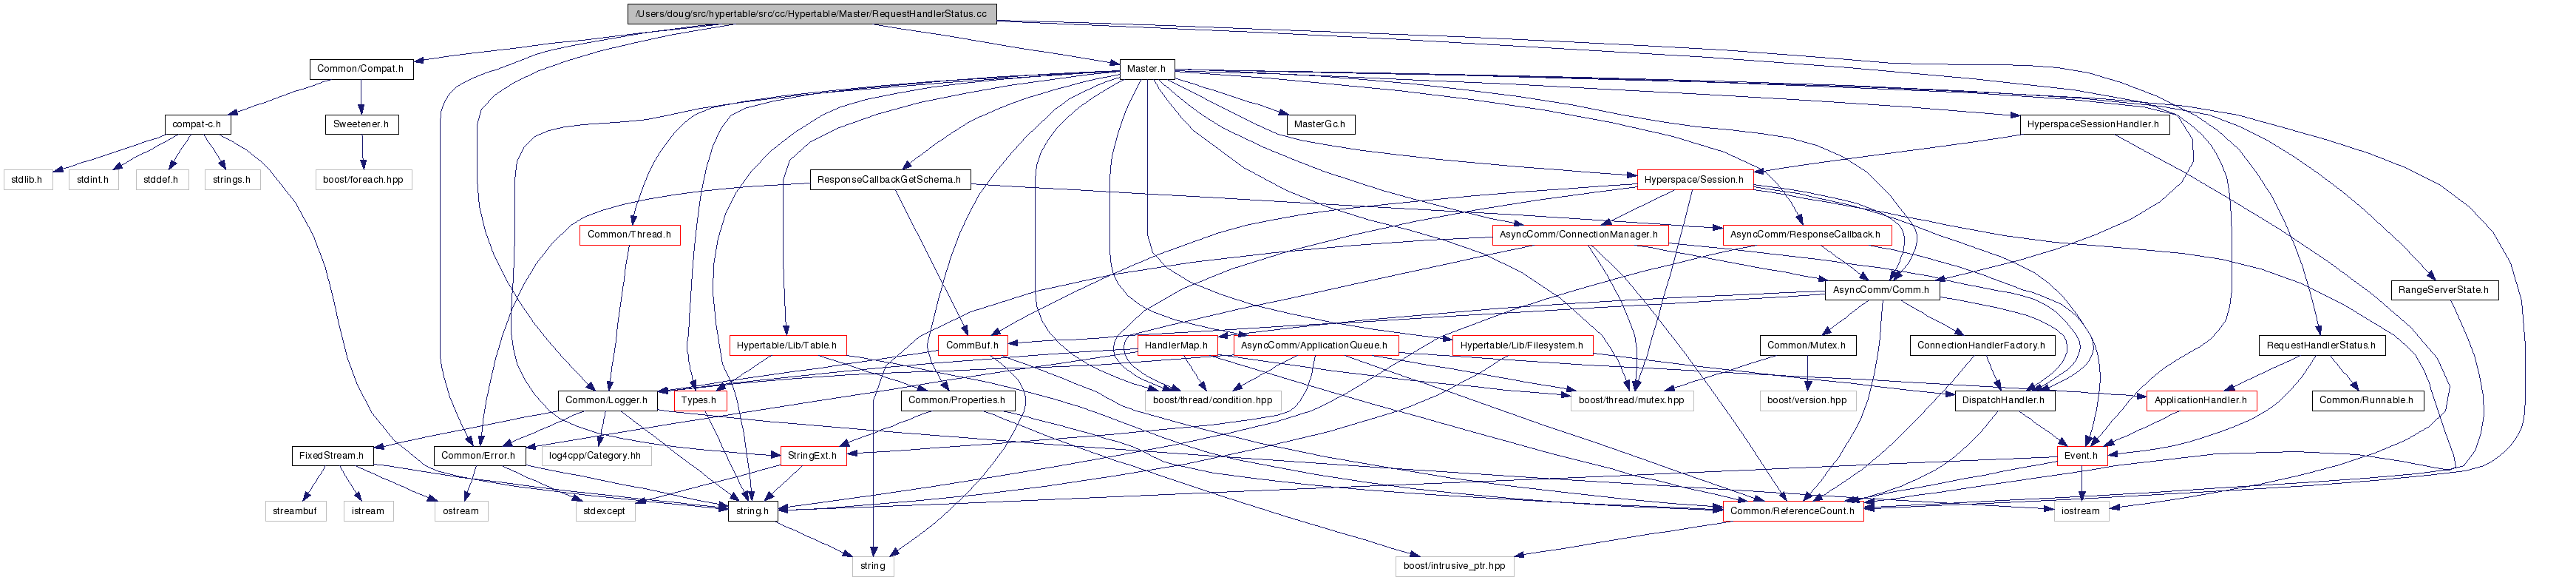 /Users/doug/src/hypertable/src/cc/Hypertable/Master/RequestHandlerStatus.cc
Common/Compat.h
Master.h
compat-c.h
Sweetener.h
MasterGc.h
HyperspaceSessionHandler.h
stdlib.h
stdint.h
stddef.h
strings.h
boost/foreach.hpp
ResponseCallbackGetSchema.h
Hyperspace/Session.h
Common/Thread.h
AsyncComm/ConnectionManager.h
AsyncComm/ResponseCallback.h
AsyncComm/Comm.h
RangeServerState.h
Hypertable/Lib/Table.h
CommBuf.h
HandlerMap.h
AsyncComm/ApplicationQueue.h
Hypertable/Lib/Filesystem.h
Common/Mutex.h
ConnectionHandlerFactory.h
RequestHandlerStatus.h
Common/Logger.h
Types.h
Common/Properties.h
boost/thread/condition.hpp
boost/thread/mutex.hpp
boost/version.hpp
DispatchHandler.h
ApplicationHandler.h
Common/Runnable.h
FixedStream.h
Common/Error.h
log4cpp/Category.hh
StringExt.h
Event.h
streambuf
istream
ostream
stdexcept
string.h
Common/ReferenceCount.h
iostream
string
boost/intrusive_ptr.hpp